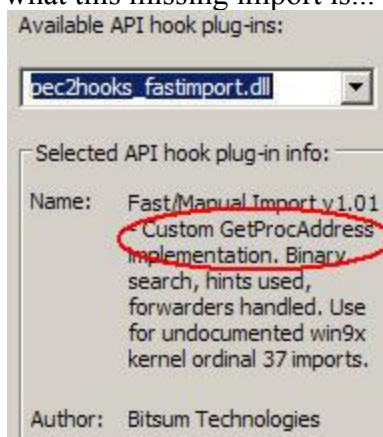 what this missing import is...
Available API hook plug-ins:
pec2hooks_fastimport.dll
Selected API hook plug-in info:
Name: Fast/Manual Import v1.01
- Custom GetProcAddress
implementation. Binary
search, hints used,
forwarders handled. Use
for undocumented win9x
kernel ordinal 37 imports.
Author: Bitsum Technologies